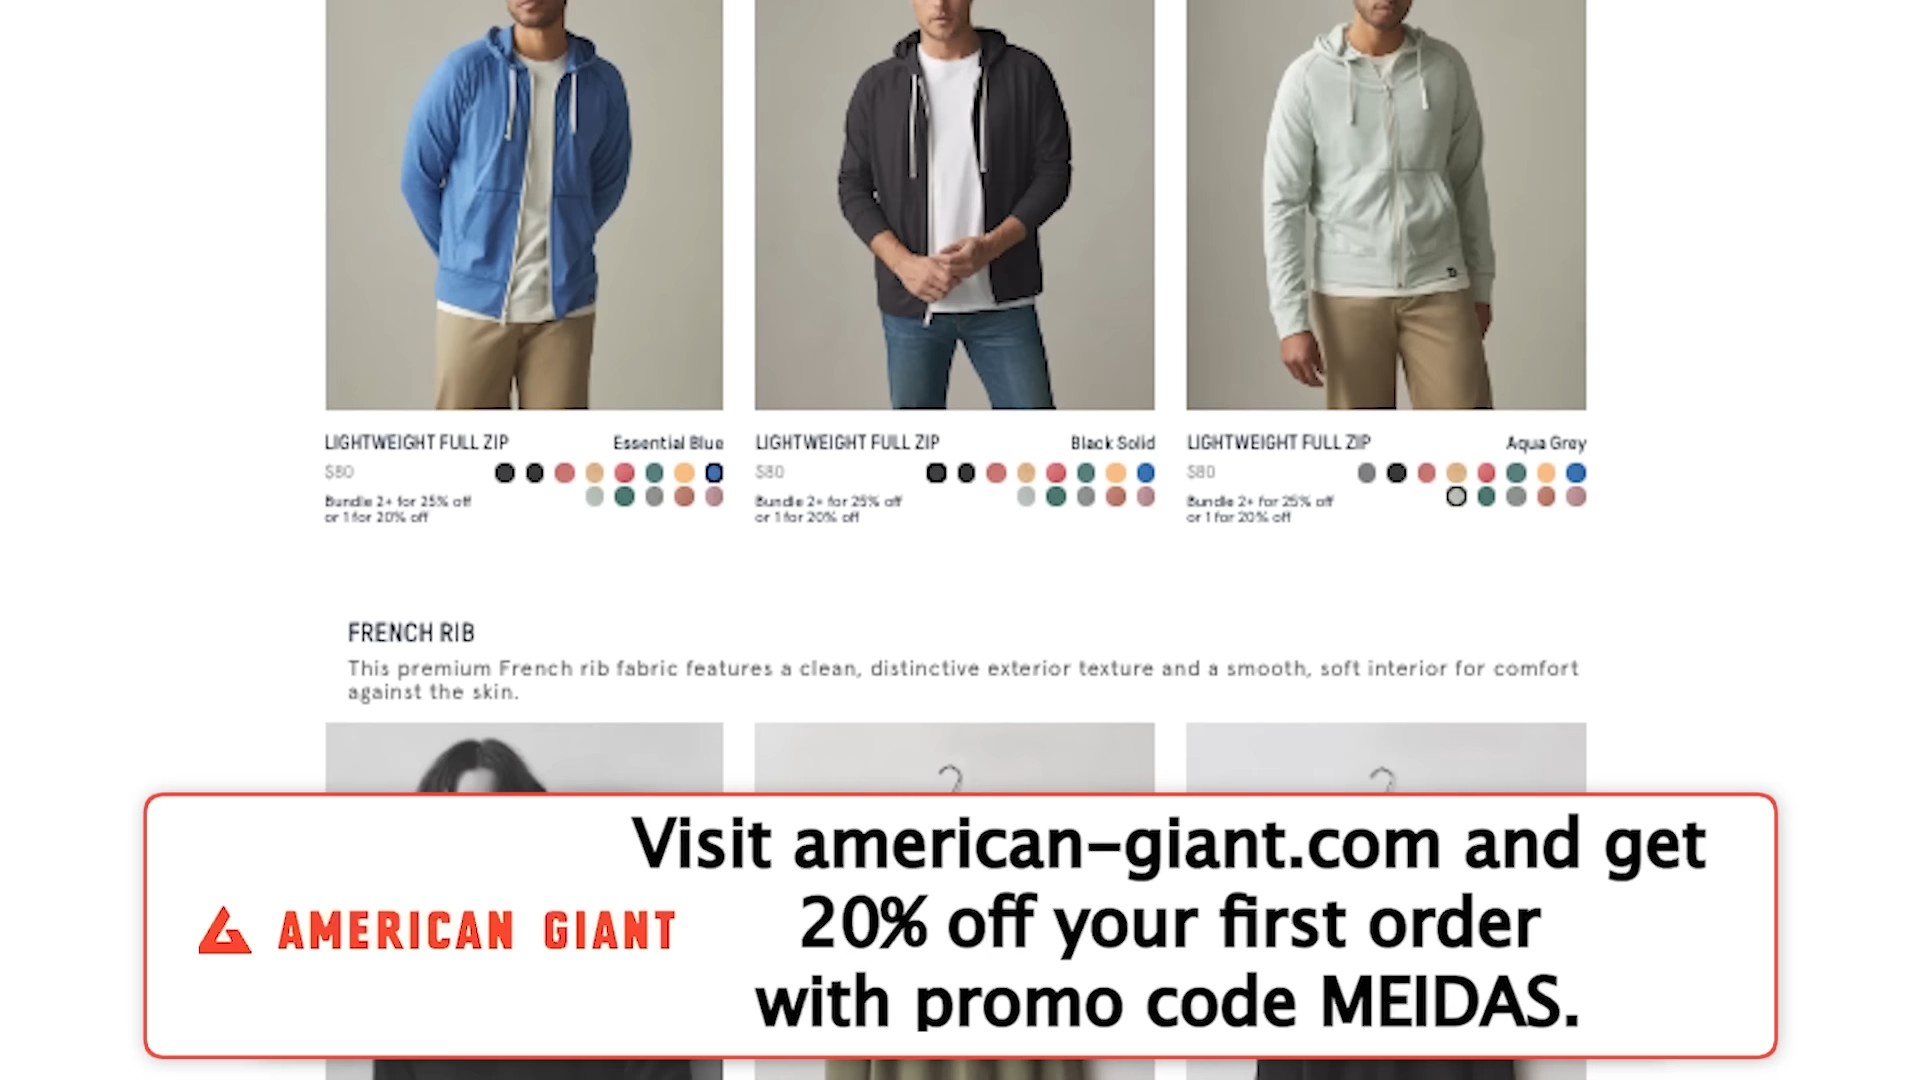 LIGHTWEIGHT FULL ZIP Essential Blue
$80
Bundle 2+ for 25% off
or 1 for 20% off
LIGHTWEIGHT FULL ZIP Black Solid
$80
Bundle 2+ for 25% off
or 1 for 20% off
LIGHTWEIGHT FULL ZIP Aqua Grey
$80
Bundle 2+ for 25% off
or 1 for 20% off
FRENCH RIB
This premium French rib fabric features a clean, distinctive exterior texture and a smooth, soft interior for comfort
against the skin.
AMERICAN GIANT
Visit american-giant.com and get
20% off your first order
with promo code MEIDAS.